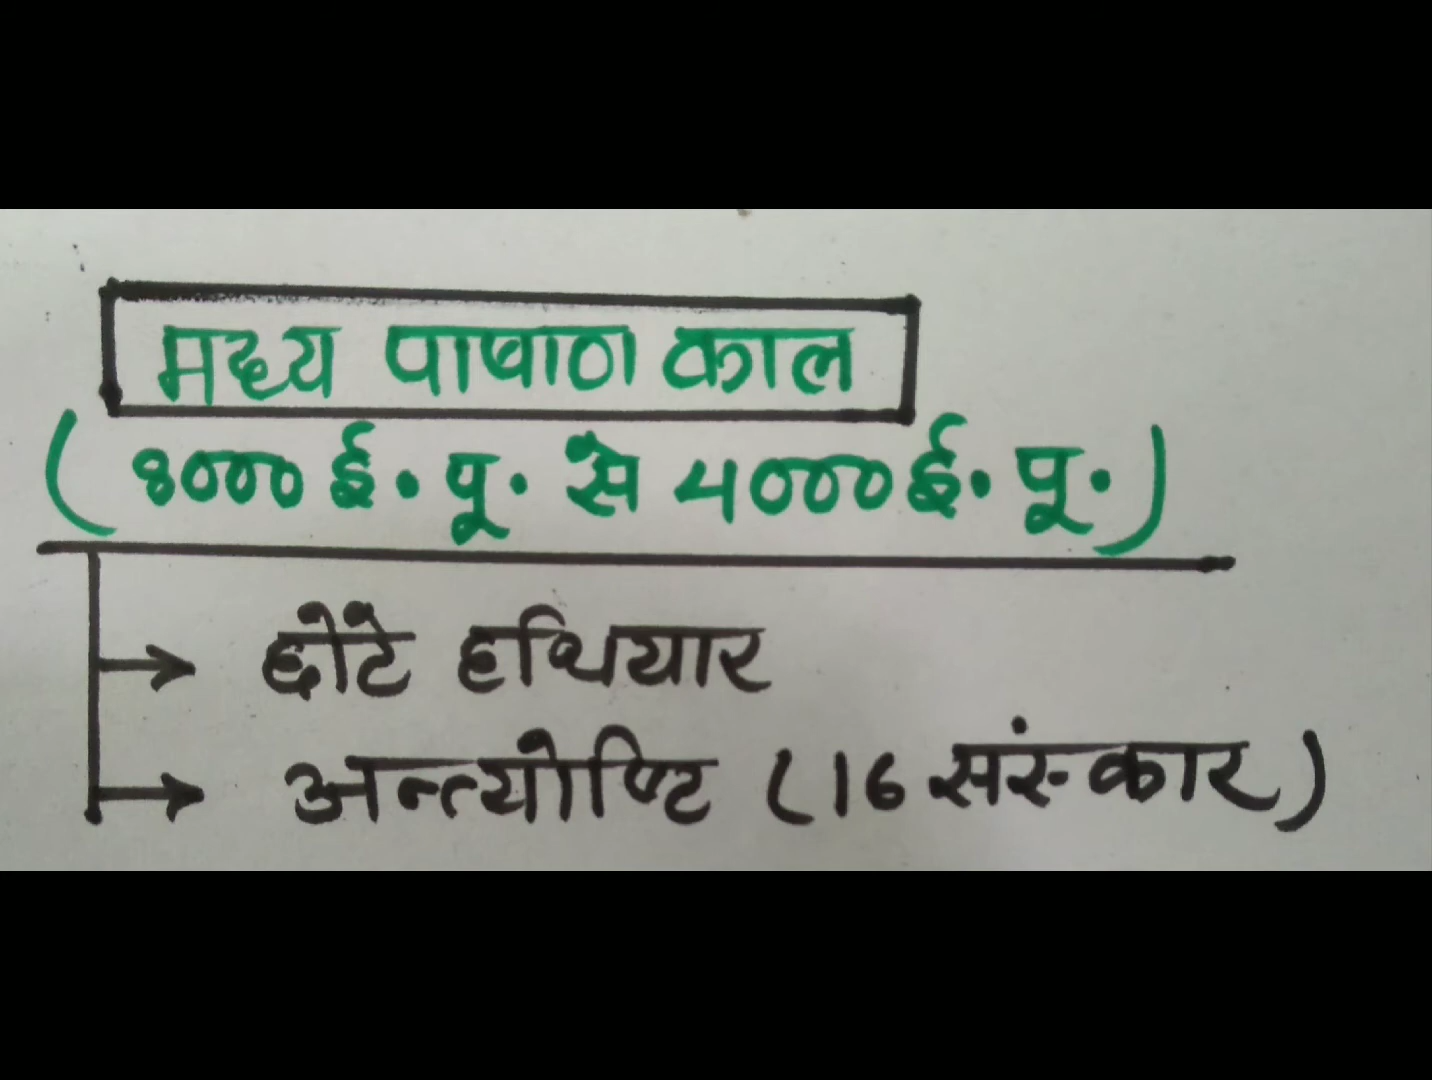 मध्य पाषाण काल
( 8000 ई. पू. से 4000 ई. पू. )
छोटे हथियार
अन्त्योष्टि ( 16 संस्कार )